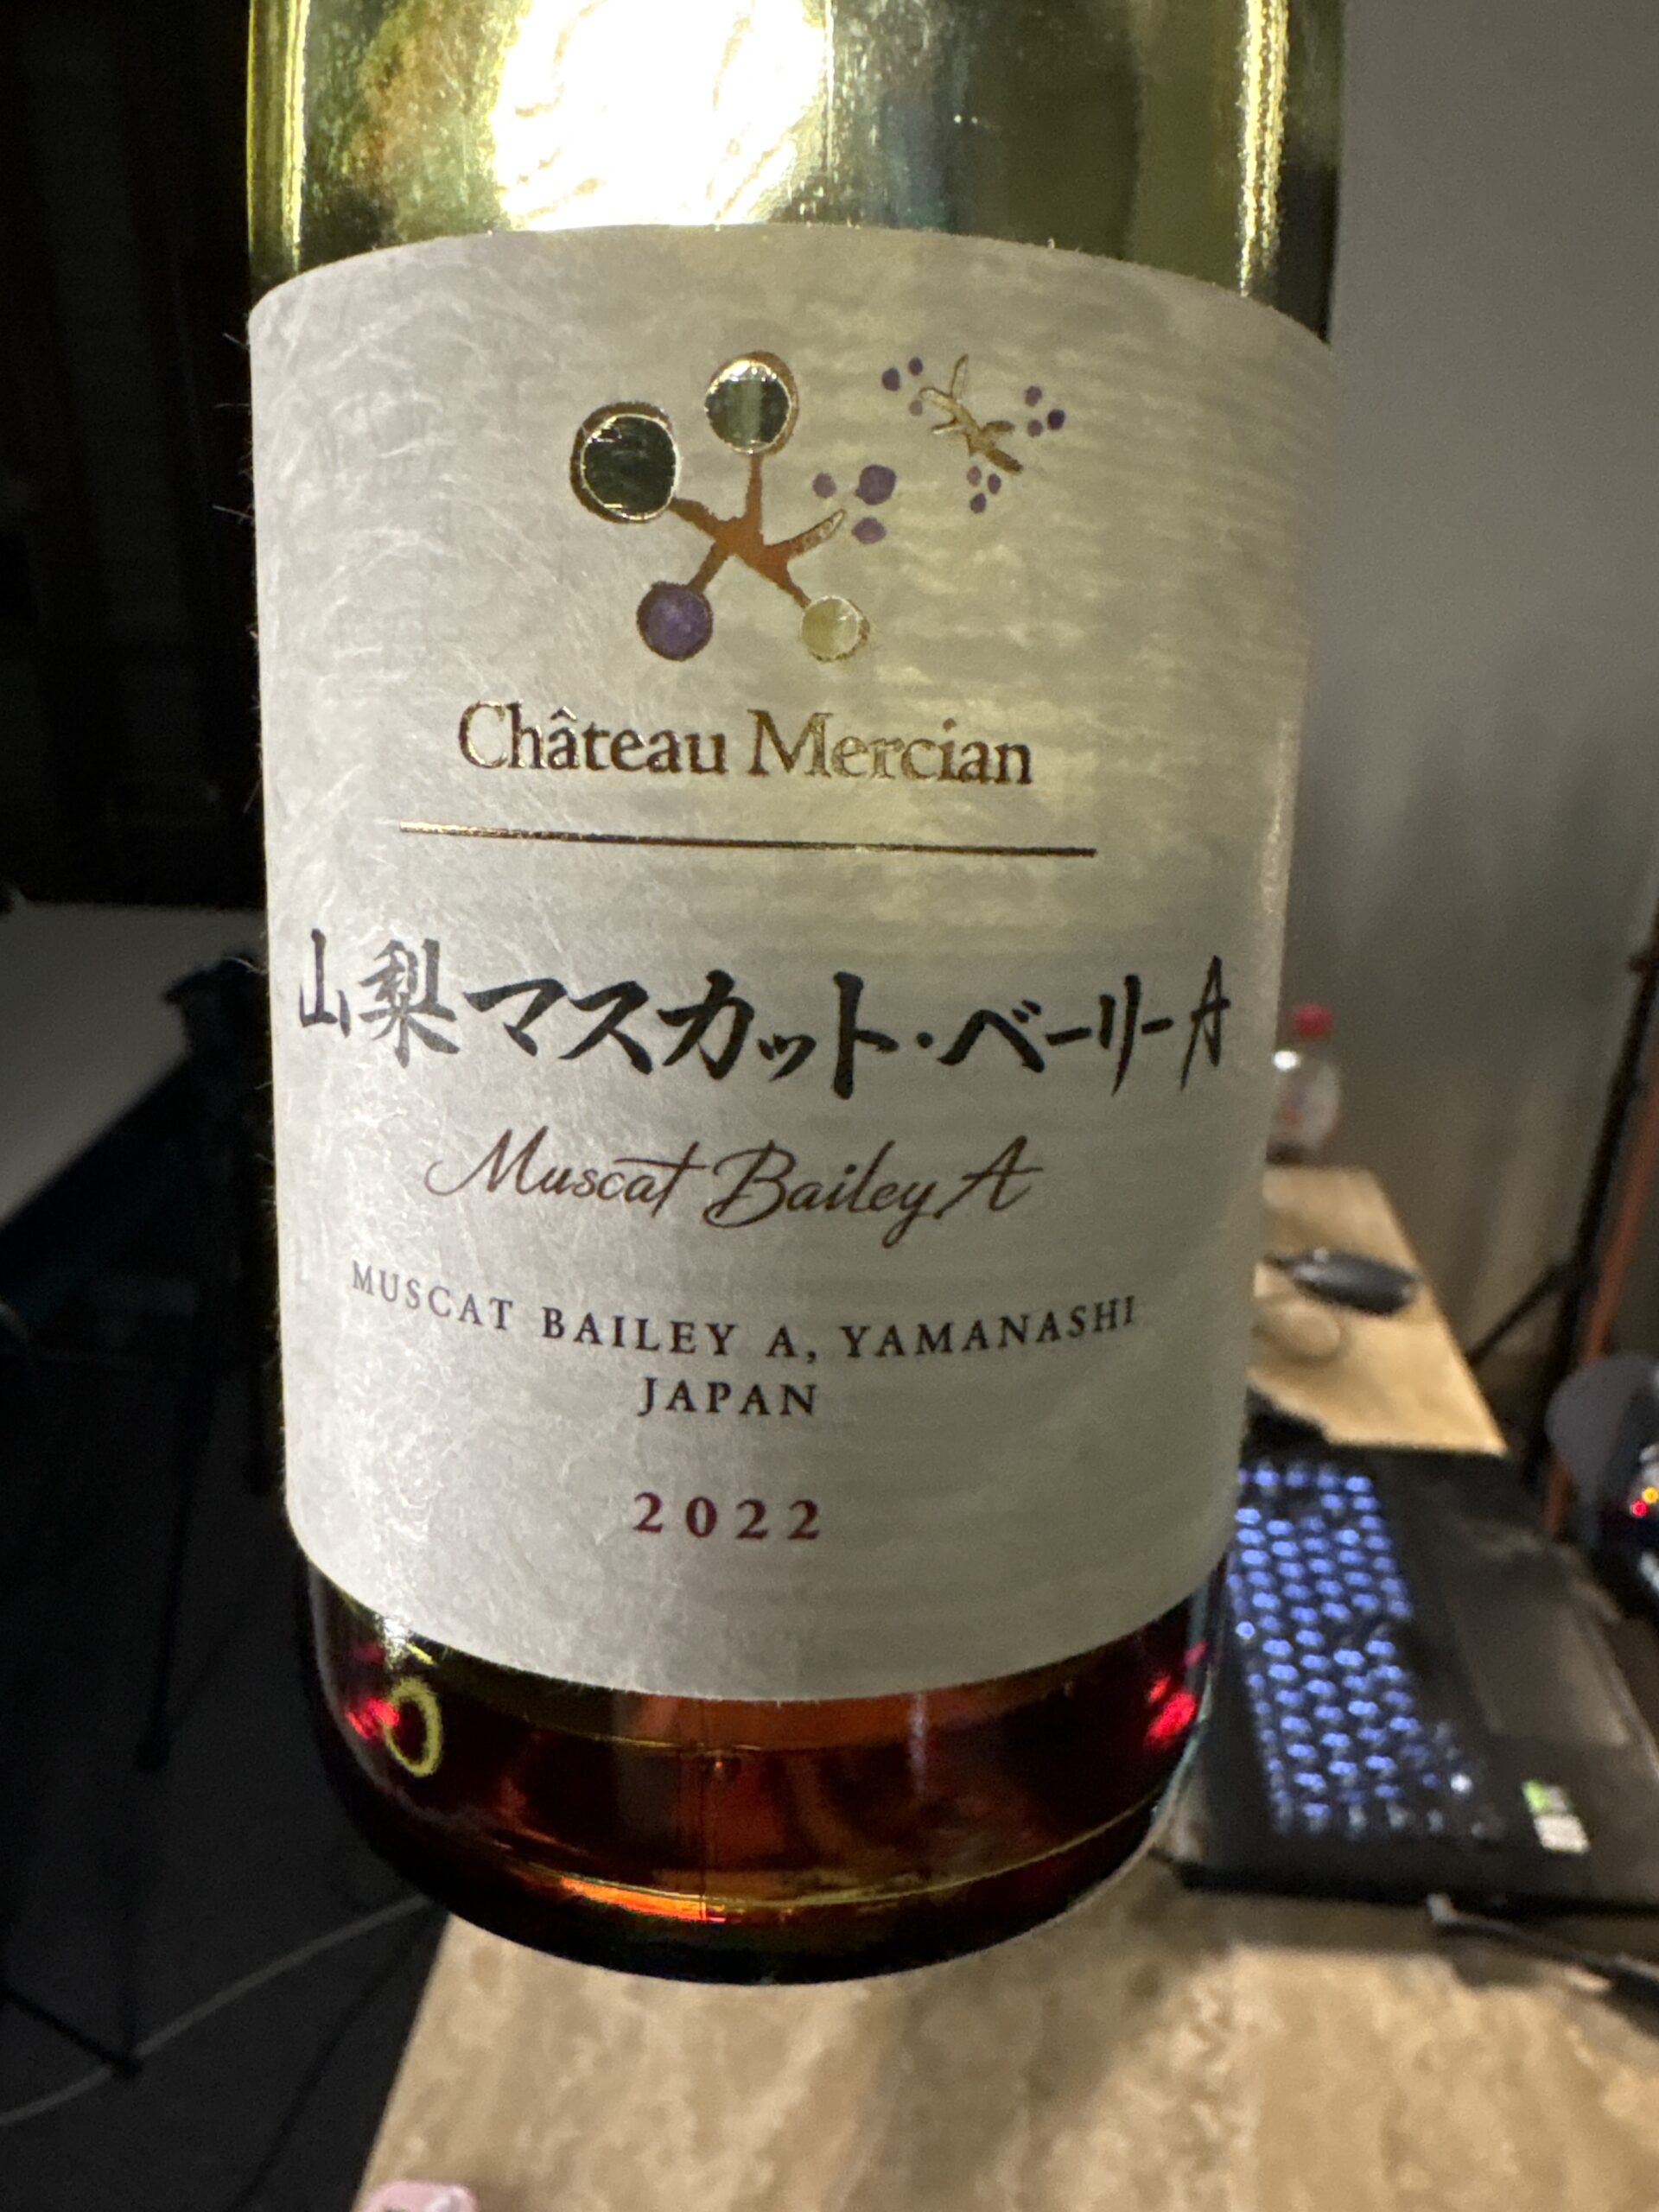 Château Mercian
山梨マスカット・ベーリーA
Muscat Bailey A
MUSCAT BAILEY A, YAMANASHI
JAPAN
2022